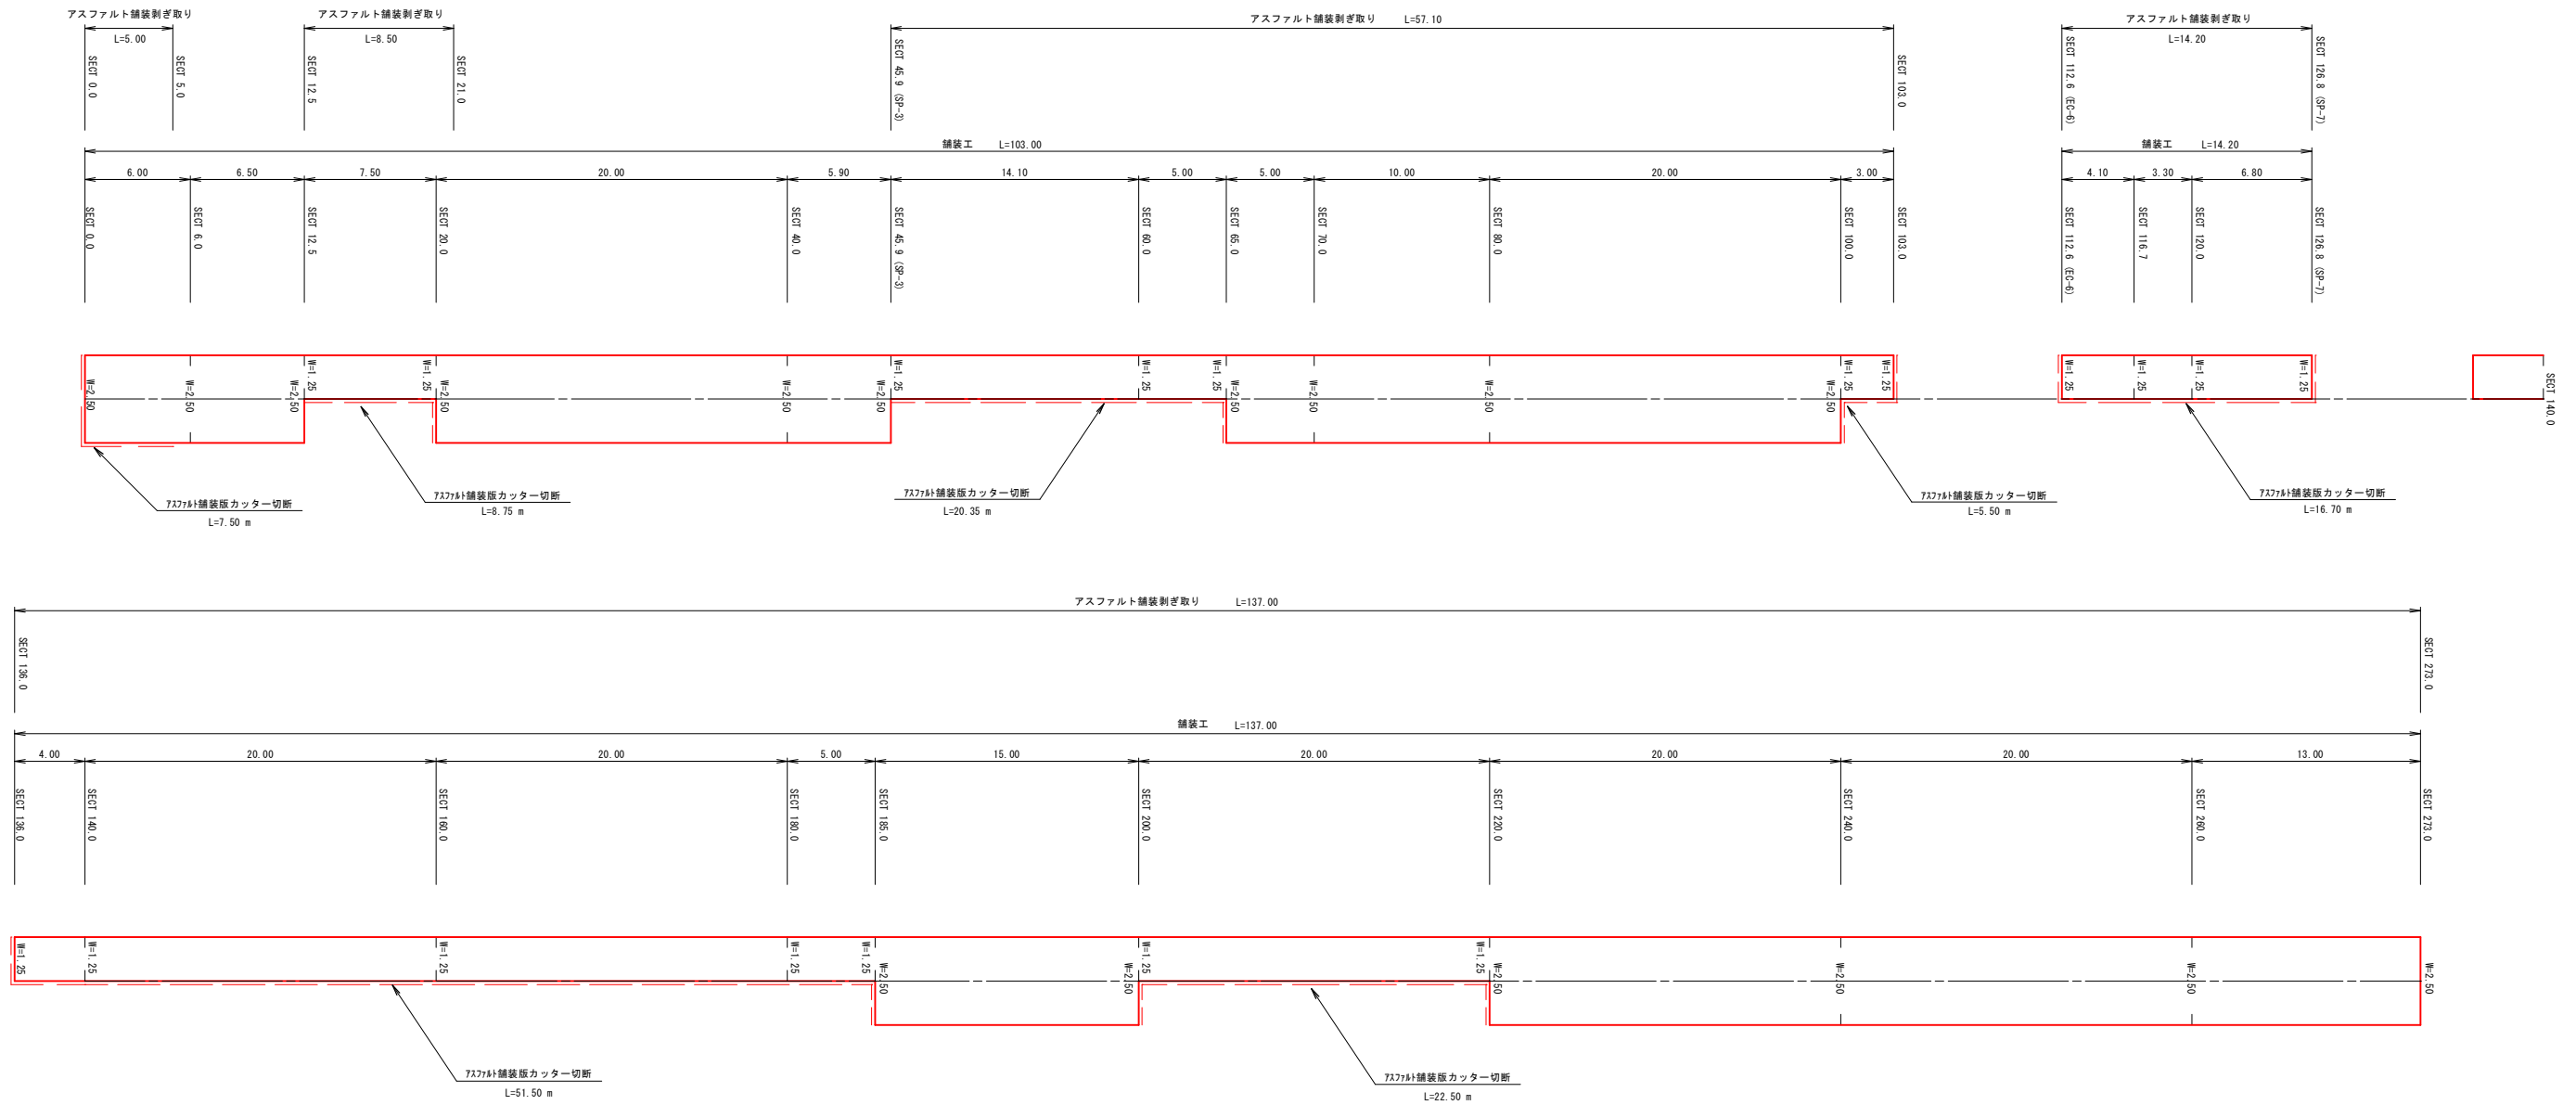 アスファルト舗装剥ぎ取り
L=5.00
SECT 0.0
SECT 5.0
アスファルト舗装剥ぎ取り
L=8.50
SECT 12.5
SECT 21.0
アスファルト舗装剥ぎ取り L=57.10
SECT 45.9 (SP-3)
SECT 103.0
アスファルト舗装剥ぎ取り
L=14.20
SECT 112.6 (EC-6)
SECT 126.8 (SP-7)
舗装工 L=103.00
6.00 6.50 7.50 20.00 5.90 14.10 5.00 5.00 10.00 20.00 3.00
SECT 0.0
SECT 6.0
SECT 12.5
SECT 20.0
SECT 40.0
SECT 45.9 (SP-3)
SECT 60.0
SECT 65.0
SECT 70.0
SECT 80.0
SECT 100.0
SECT 103.0
舗装工 L=14.20
4.10 3.30 6.80
SECT 112.6 (EC-6)
SECT 116.7
SECT 120.0
SECT 126.8 (SP-7)
W=2.50
W=2.50
W=2.50
W=1.25
W=1.25
W=2.50
W=2.50
W=2.50
W=1.25
W=1.25
W=1.25
W=2.50
W=2.50
W=2.50
W=2.50
W=1.25
W=1.25
W=1.25
W=1.25
W=1.25
W=1.25
SECT 140.0
ｱｽﾌｧﾙﾄ舗装版カッター切断
L=7.50 m
ｱｽﾌｧﾙﾄ舗装版カッター切断
L=8.75 m
ｱｽﾌｧﾙﾄ舗装版カッター切断
L=20.35 m
ｱｽﾌｧﾙﾄ舗装版カッター切断
L=5.50 m
ｱｽﾌｧﾙﾄ舗装版カッター切断
L=16.70 m
アスファルト舗装剥ぎ取り L=137.00
SECT 136.0
SECT 273.0
舗装工 L=137.00
4.00 20.00 20.00 5.00 15.00 20.00 20.00 20.00 13.00
SECT 136.0
SECT 140.0
SECT 160.0
SECT 180.0
SECT 185.0
SECT 200.0
SECT 220.0
SECT 240.0
SECT 260.0
SECT 273.0
W=1.25
W=1.25
W=1.25
W=1.25
W=1.25
W=2.50
W=2.50
W=1.25
W=1.25
W=2.50
W=2.50
W=2.50
W=2.50
ｱｽﾌｧﾙﾄ舗装版カッター切断
L=51.50 m
ｱｽﾌｧﾙﾄ舗装版カッター切断
L=22.50 m